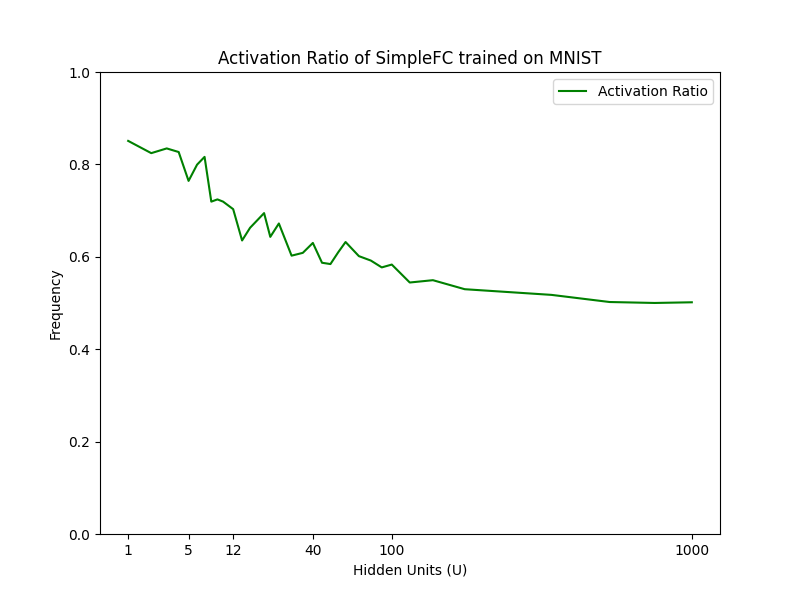 Activation Ratio of SimpleFC trained on MNIST
Activation Ratio
1.0
0.8
0.6
0.4
0.2
0.0
Frequency
1 5 12 40 100 1000
Hidden Units (U)